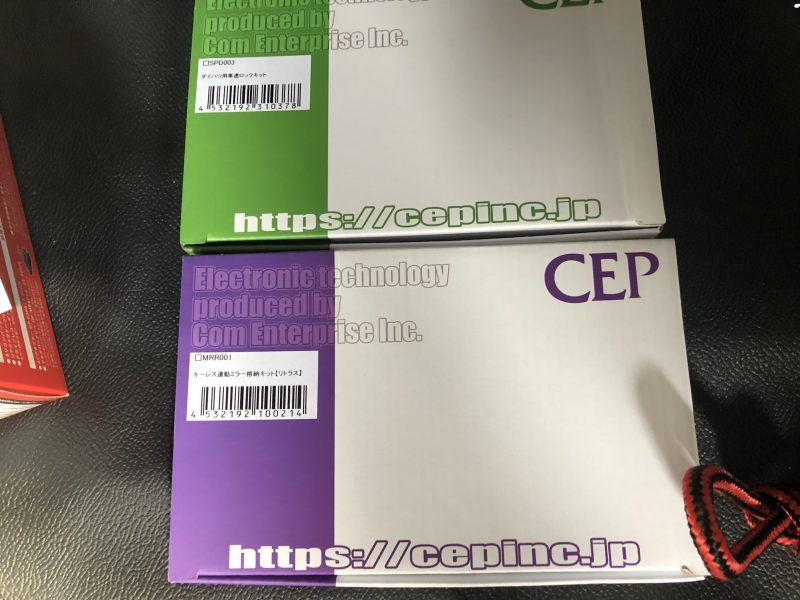 Electronic technology
CEP
produced by
Com Enterprise Inc.
□SPD003
ダイハツ用車速ロックキット
4 532192 310378
https://cepinc.jp
Electronic technology
CEP
produced by
Com Enterprise Inc.
□MRR001
キーレス連動ミラー格納キット【リトラス】
4 532192 100214
https://cepinc.jp